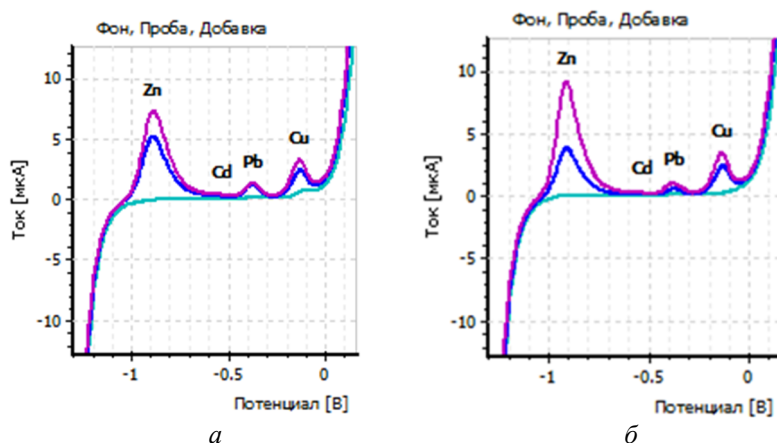 Фон, Проба, Добавка
Ток [мкА]
10
5
0
-5
-10
Zn
Cd
Pb
Cu
-1
-0.5
0
Потенциал [В]
а
Фон, Проба, Добавка
Ток [мкА]
10
5
0
-5
-10
Zn
Cd
Pb
Cu
-1
-0.5
0
Потенциал [В]
б